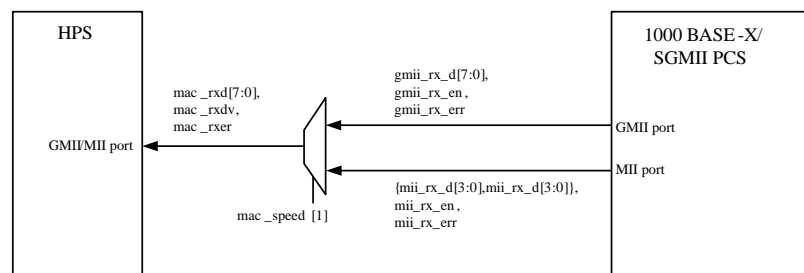 HPS
1000 BASE -X/
SGMII PCS
mac _rxd[7:0],
mac _rxdv,
mac _rxer
gmii_rx_d[7:0],
gmii_rx_en ,
gmii_rx_err
GMII/MII port
GMII port
MII port
{mii_rx_d[3:0],mii_rx_d[3:0]},
mii_rx_en ,
mii_rx_err
mac _speed [1]